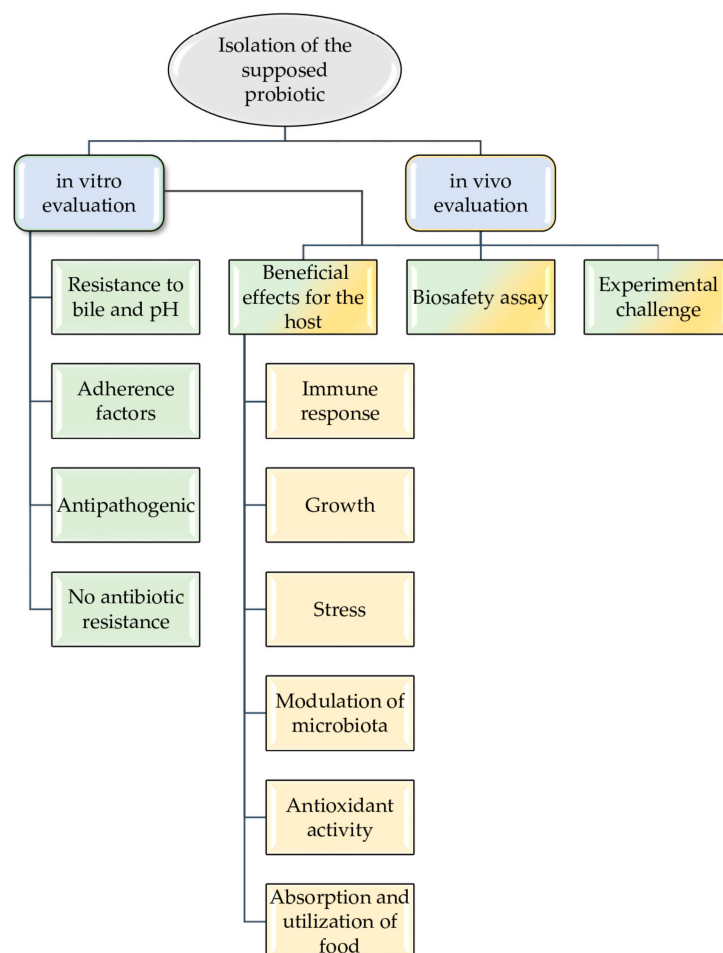 Isolation of the
supposed
probiotic
in vitro
evaluation
in vivo
evaluation
Resistance to
bile and pH
Adherence
factors
Antipathogenic
No antibiotic
resistance
Beneficial
effects for the
host
Biosafety assay
Experimental
challenge
Immune
response
Growth
Stress
Modulation of
microbiota
Antioxidant
activity
Absorption and
utilization of
food